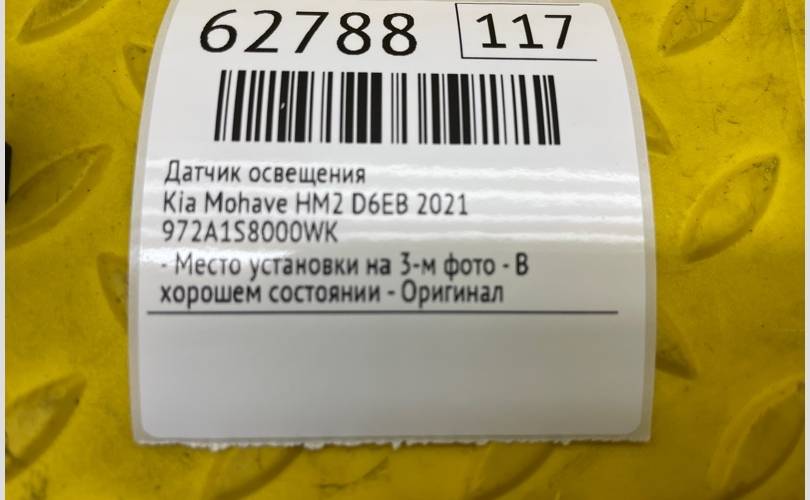 62788 117
Датчик освещения
Kia Mohave HM2 D6EB 2021
972A1S8000WK
- Место установки на 3-м фото - В
хорошем состоянии - Оригинал